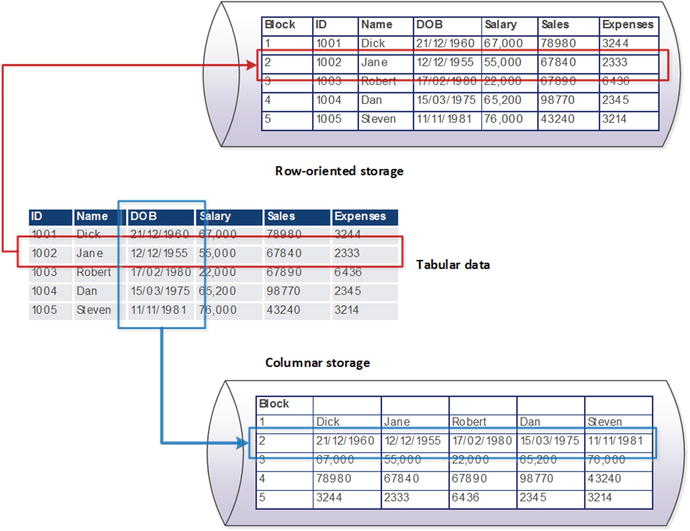 Block ID Name DOB Salary Sales Expenses
1 1001 Dick 21/12/1960 67,000 78980 3244
2 1002 Jane 12/12/1955 55,000 67840 2333
3 1003 Robert 17/02/1980 22,000 67890 6436
4 1004 Dan 15/03/1975 65,200 98770 2345
5 1005 Steven 11/11/1981 76,000 43240 3214
Row-oriented storage
ID Name DOB Salary Sales Expenses
1001 Dick 21/12/1960 67,000 78980 3244
1002 Jane 12/12/1955 55,000 67840 2333
1003 Robert 17/02/1980 22,000 67890 6436
1004 Dan 15/03/1975 65,200 98770 2345
1005 Steven 11/11/1981 76,000 43240 3214
Tabular data
Columnar storage
Block
1 Dick Jane Robert Dan Steven
2 21/12/1960 12/12/1955 17/02/1980 15/03/1975 11/11/1981
3 67,000 55,000 22,000 65,200 76,000
4 78980 67840 67890 98770 43240
5 3244 2333 6436 2345 3214